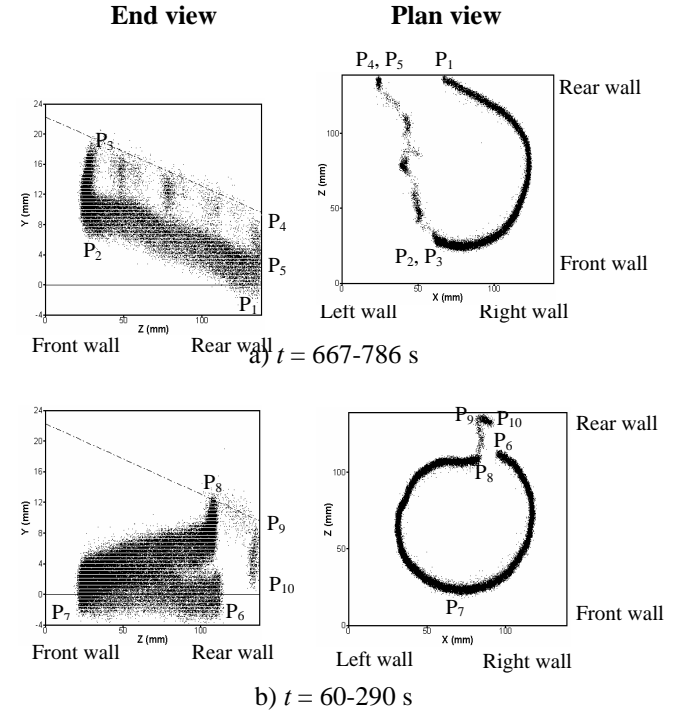 End view
Plan view
P4, P5
P1
Rear wall
Z (mm)
100
50
0
0
50
100
X (mm)
P2, P3
Front wall
Left wall
Right wall
24
20
16
12
8
4
0
-4
Y (mm)
P3
P2
P4
P5
P1
50
100
Z (mm)
Front wall
Rear wall
a) t = 667-786 s
24
20
16
12
8
4
0
-4
Y (mm)
P8
P9
P10
P7
P6
50
100
Z (mm)
Front wall
Rear wall
P9
P10
P6
P8
P7
Rear wall
Z (mm)
100
50
0
50
100
X (mm)
Front wall
Left wall
Right wall
b) t = 60-290 s